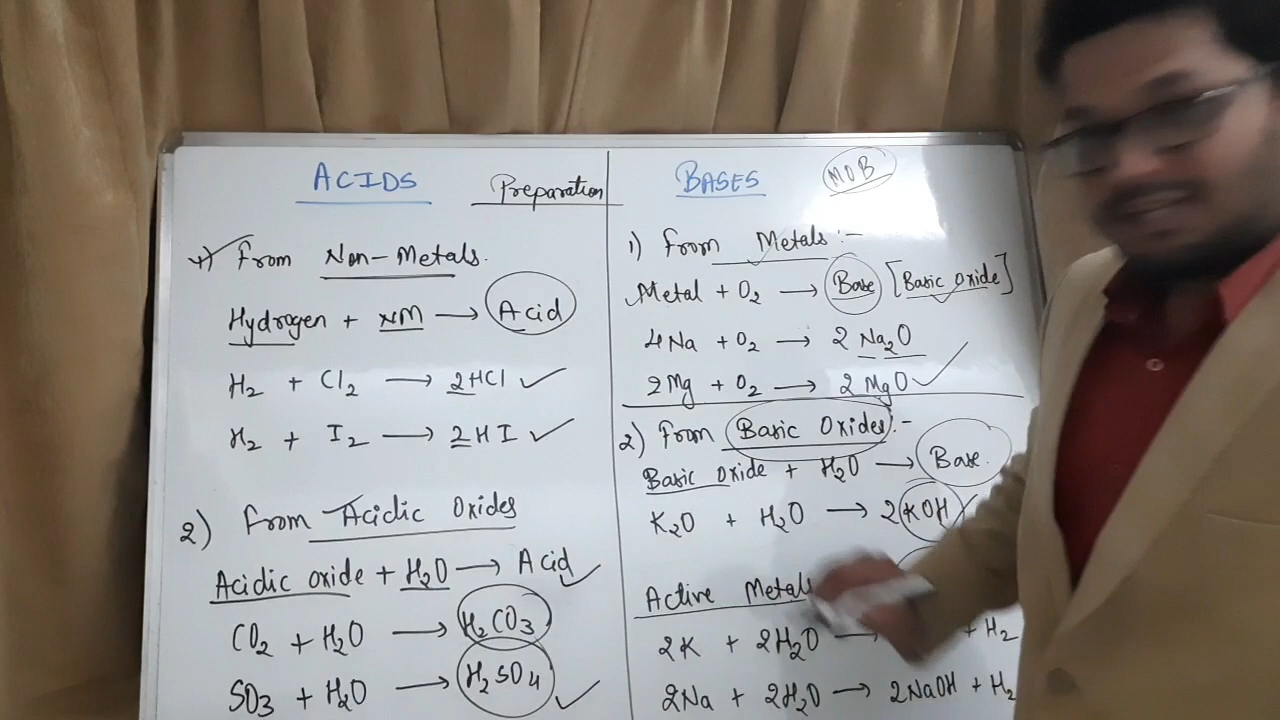 ACIDS
Preparation
1) From Non-Metals.
Hydrogen + NM → Acid
H₂ + Cl₂ → 2HCl ✓
H₂ + I₂ → 2HI ✓
2) From Acidic Oxides
Acidic oxide + H₂O → Acid ✓
CO₂ + H₂O → H₂CO₃
SO₃ + H₂O → H₂SO₄ ✓
BASES
MOB
1) From Metals :-
Metal + O₂ → Base [Basic Oxide]
4Na + O₂ → 2Na₂O
2Mg + O₂ → 2MgO ✓
2) From Basic Oxides :-
Basic oxide + H₂O → Base.
K₂O + H₂O → 2KOH
Active Metals
2K + 2H₂O → + H₂
2Na + 2H₂O → 2NaOH + H₂